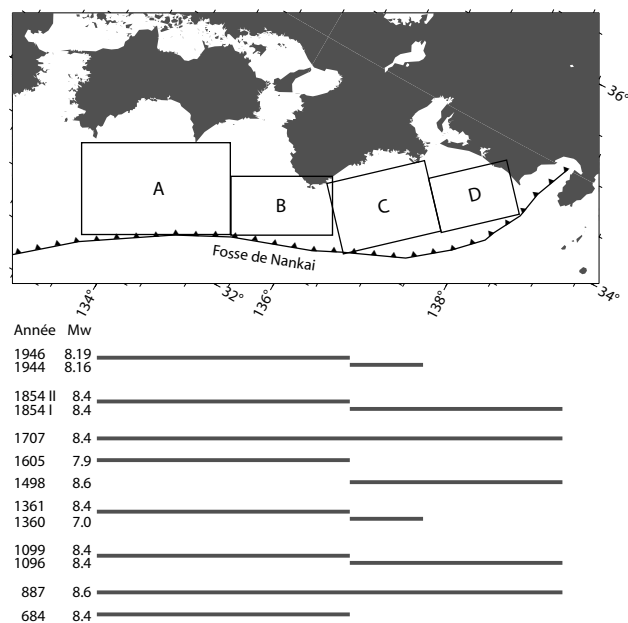 36°
A
B
C
D
Fosse de Nankai
134°
32°
136°
138°
34°
Année Mw
1946 8.19
1944 8.16
1854 II 8.4
1854 I 8.4
1707 8.4
1605 7.9
1498 8.6
1361 8.4
1360 7.0
1099 8.4
1096 8.4
887 8.6
684 8.4